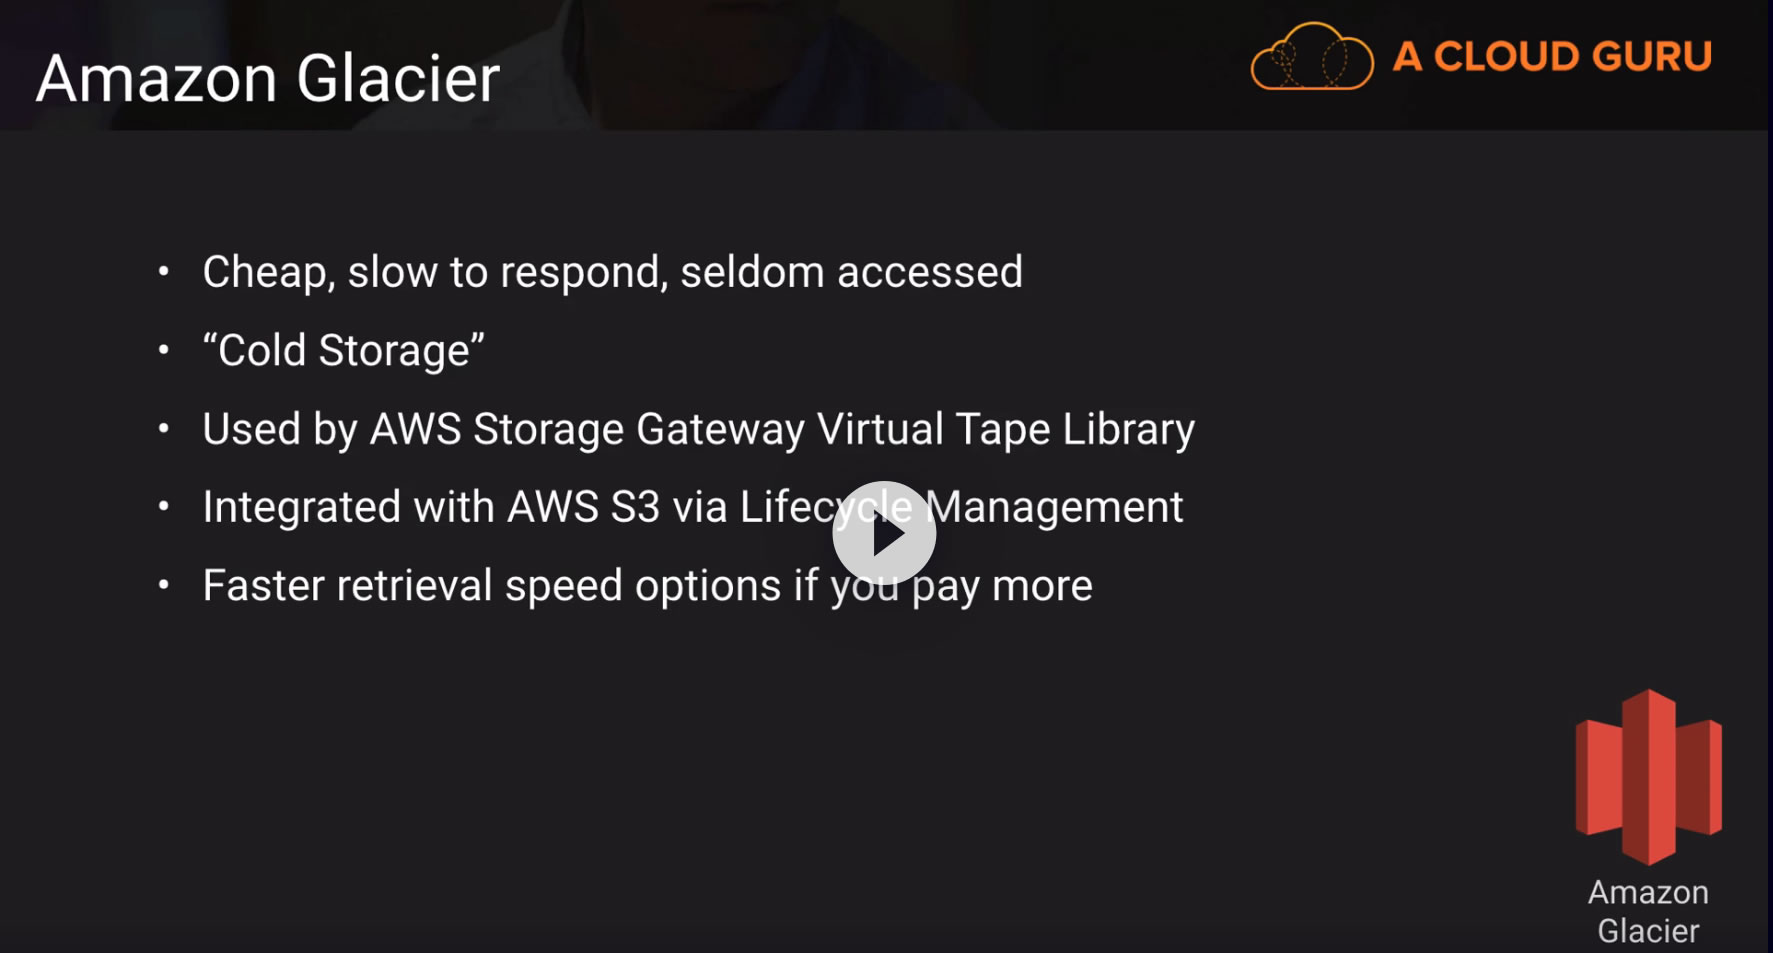 Amazon Glacier
A CLOUD GURU
• Cheap, slow to respond, seldom accessed
• “Cold Storage”
• Used by AWS Storage Gateway Virtual Tape Library
• Integrated with AWS S3 via Lifecycle Management
• Faster retrieval speed options if you pay more
Amazon
Glacier